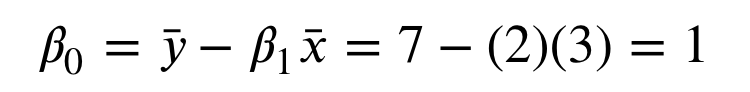 β₀ = ȳ − β₁x̄ = 7 − (2)(3) = 1